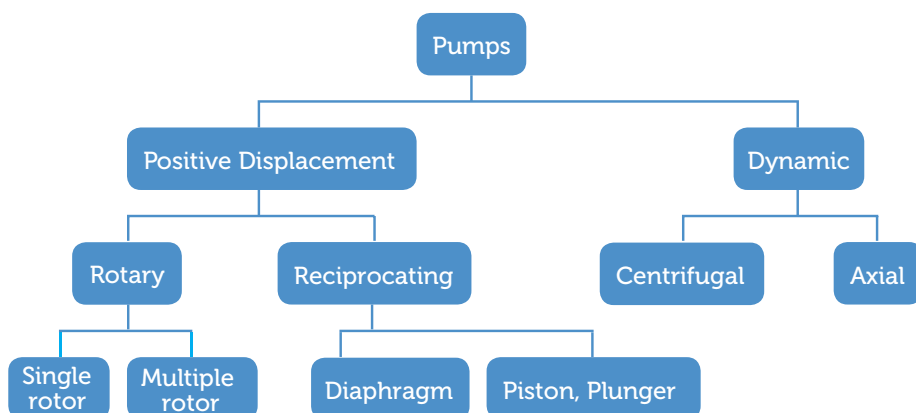 Pumps
Positive Displacement
Dynamic
Rotary
Reciprocating
Centrifugal
Axial
Single
rotor
Multiple
rotor
Diaphragm
Piston, Plunger